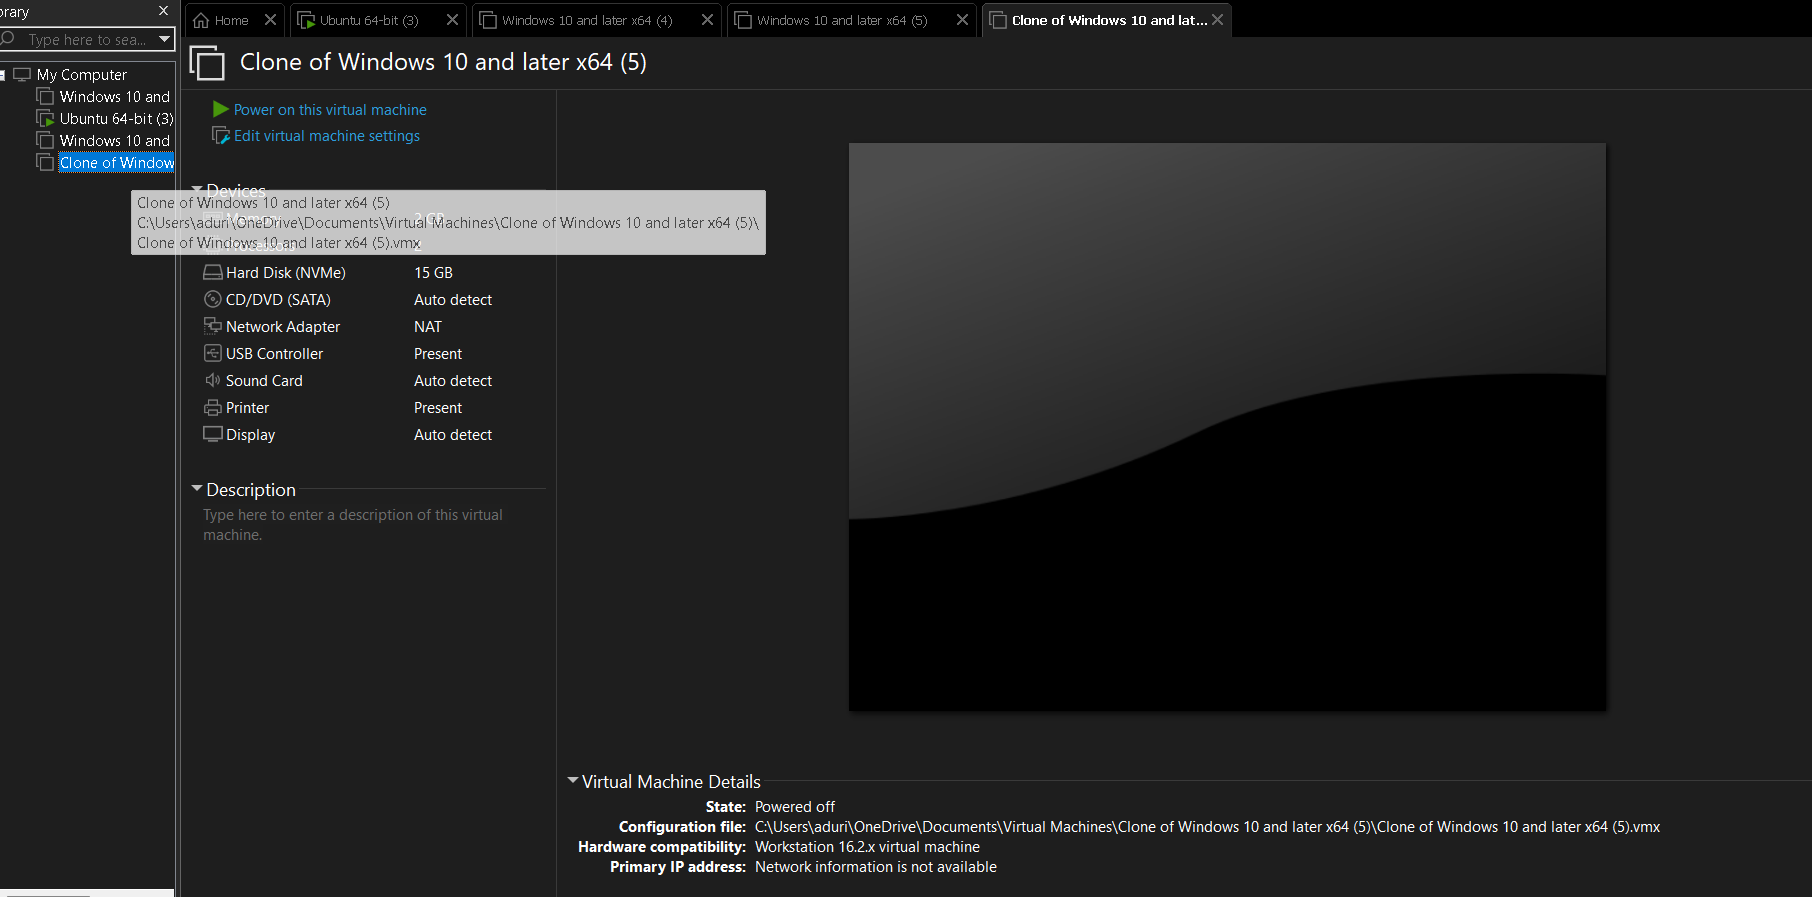 orary
Type here to sea...
My Computer
Windows 10 and
Ubuntu 64-bit (3)
Windows 10 and
Clone of Window
Home
Ubuntu 64-bit (3)
Windows 10 and later x64 (4)
Windows 10 and later x64 (5)
Clone of Windows 10 and lat...
Clone of Windows 10 and later x64 (5)
Power on this virtual machine
Edit virtual machine settings
Devices
Clone of Windows 10 and later x64 (5)
C:\Users\aduri\OneDrive\Documents\Virtual Machines\Clone of Windows 10 and later x64 (5)\
Clone of Windows 10 and later x64 (5).vmx
Memory 2 GB
Processors
Hard Disk (NVMe) 15 GB
CD/DVD (SATA) Auto detect
Network Adapter NAT
USB Controller Present
Sound Card Auto detect
Printer Present
Display Auto detect
Description
Type here to enter a description of this virtual
machine.
Virtual Machine Details
State: Powered off
Configuration file: C:\Users\aduri\OneDrive\Documents\Virtual Machines\Clone of Windows 10 and later x64 (5)\Clone of Windows 10 and later x64 (5).vmx
Hardware compatibility: Workstation 16.2.x virtual machine
Primary IP address: Network information is not available